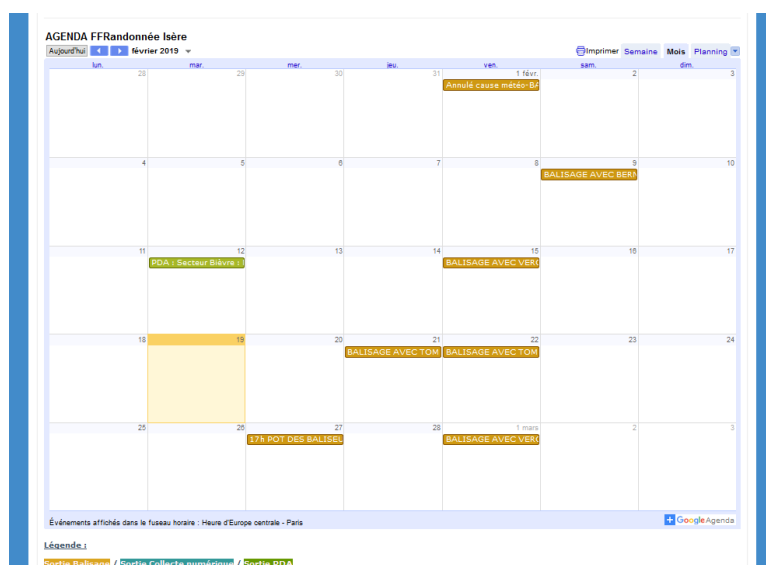 AGENDA FFRandonnée Isère
Aujourd'hui février 2019 Imprimer Semaine Mois Planning
lun. mar. mer. jeu. ven. sam. dim.
28 29 30 31 1 févr. 2 3
Annulé cause météo-BA
4 5 6 7 8 9 10
BALISAGE AVEC BERN
11 12 13 14 15 16 17
PDA : Secteur Bièvre : BALISAGE AVEC VERC
18 19 20 21 22 23 24
BALISAGE AVEC TOM BALISAGE AVEC TOM
25 26 27 28 1 mars 2 3
17h POT DES BALISEU BALISAGE AVEC VERC
Événements affichés dans le fuseau horaire : Heure d'Europe centrale - Paris
Google Agenda
Légende :
Sortie Balisage / Sortie Collecte numérique / Sortie PDA